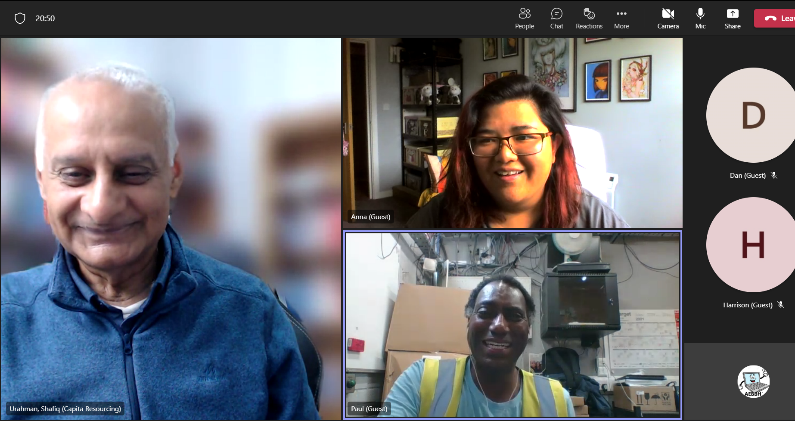 20:50
People
Chat
Reactions
More
Camera
Mic
Share
Leav
Urahman, Shafiq (Capita Resourcing)
Anna (Guest)
Paul (Guest)
D
Dan (Guest)
H
Harrison (Guest)